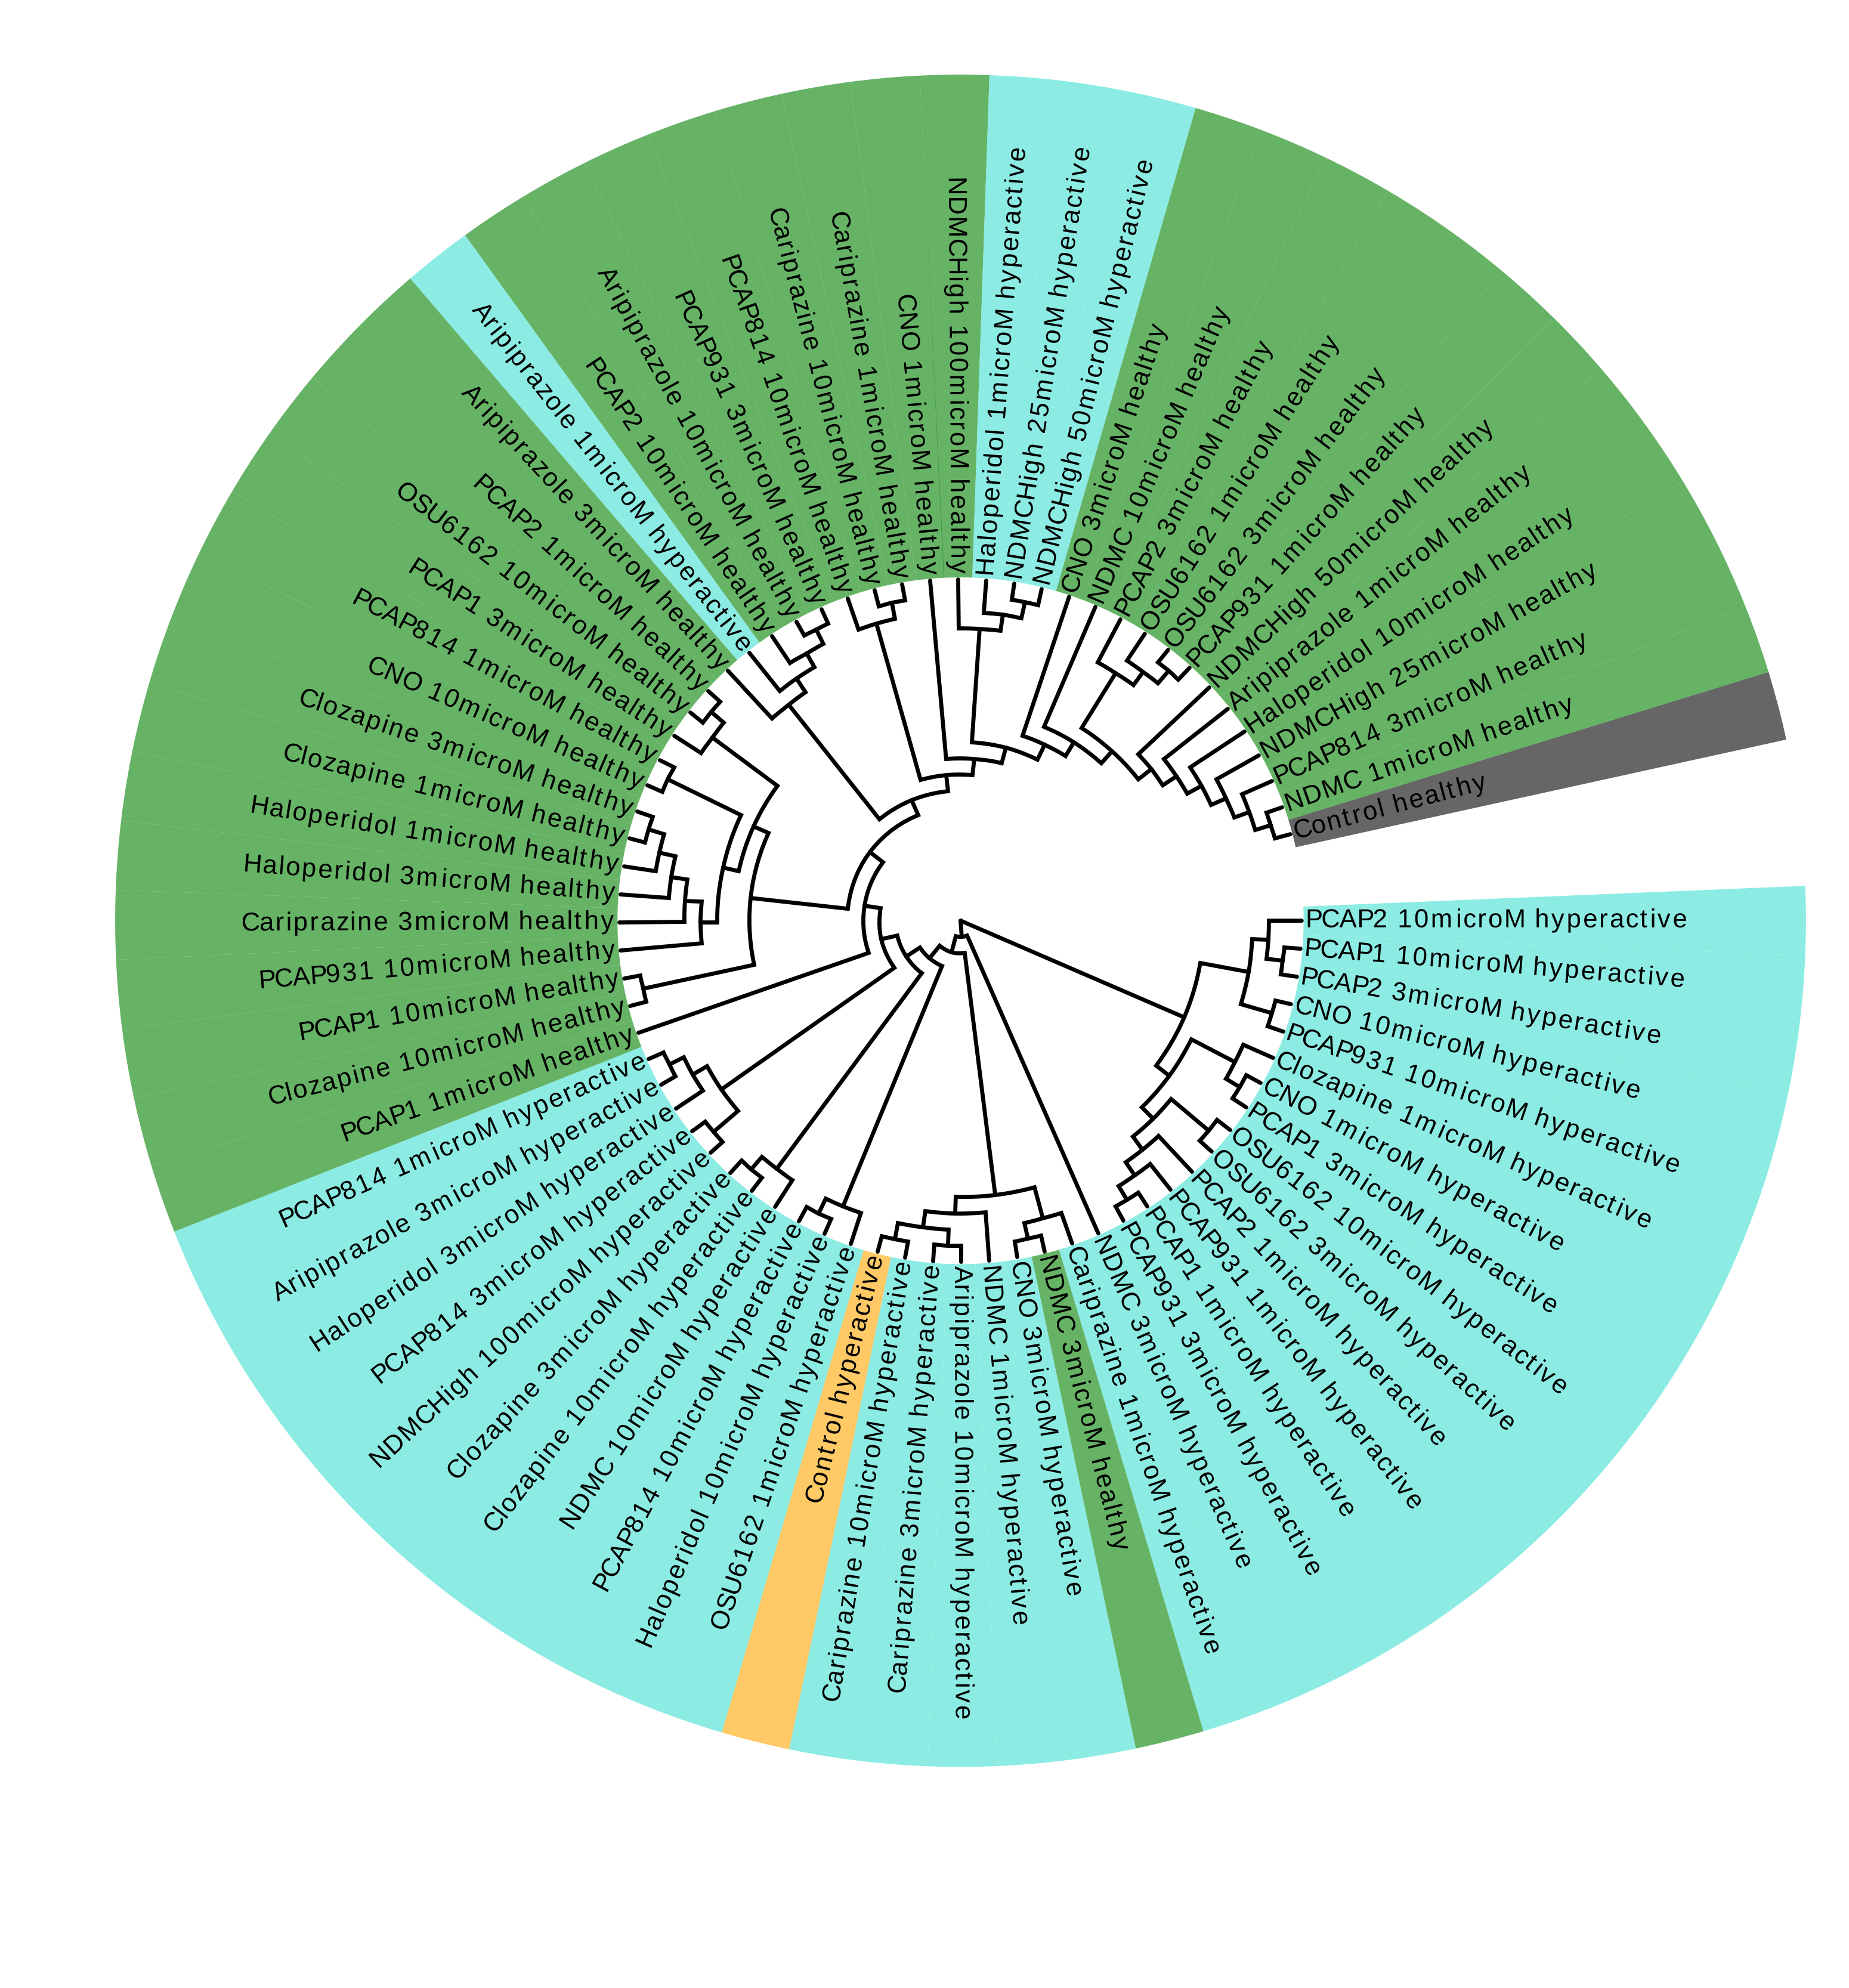 PCAP2 10microM hyperactive
PCAP1 10microM hyperactive
PCAP2 3microM hyperactive
CNO 10microM hyperactive
PCAP931 10microM hyperactive
Clozapine 1microM hyperactive
CNO 1microM hyperactive
PCAP1 3microM hyperactive
OSU6162 10microM hyperactive
OSU6162 3microM hyperactive
PCAP2 1microM hyperactive
PCAP931 1microM hyperactive
PCAP1 1microM hyperactive
PCAP931 3microM hyperactive
NDMC 3microM hyperactive
Cariprazine 1microM hyperactive
NDMC 3microM healthy
CNO 3microM hyperactive
NDMC 1microM hyperactive
Aripiprazole 10microM hyperactive
Cariprazine 3microM hyperactive
Cariprazine 10microM hyperactive
Control hyperactive
OSU6162 1microM hyperactive
Haloperidol 10microM hyperactive
PCAP814 10microM hyperactive
NDMC 10microM hyperactive
Clozapine 10microM hyperactive
Clozapine 3microM hyperactive
NDMCHigh 100microM hyperactive
PCAP814 3microM hyperactive
Haloperidol 3microM hyperactive
Aripiprazole 3microM hyperactive
PCAP814 1microM hyperactive
PCAP1 1microM healthy
Clozapine 10microM healthy
PCAP1 10microM healthy
PCAP931 10microM healthy
Cariprazine 3microM healthy
Haloperidol 3microM healthy
Haloperidol 1microM healthy
Clozapine 1microM healthy
Clozapine 3microM healthy
CNO 10microM healthy
PCAP814 1microM healthy
PCAP1 3microM healthy
OSU6162 10microM healthy
PCAP2 1microM healthy
Aripiprazole 3microM healthy
Aripiprazole 1microM hyperactive
PCAP2 10microM healthy
Aripiprazole 10microM healthy
PCAP931 3microM healthy
PCAP814 10microM healthy
Cariprazine 10microM healthy
Cariprazine 1microM healthy
CNO 1microM healthy
NDMCHigh 100microM healthy
Haloperidol 1microM hyperactive
NDMCHigh 25microM hyperactive
NDMCHigh 50microM hyperactive
CNO 3microM healthy
NDMC 10microM healthy
PCAP2 3microM healthy
OSU6162 1microM healthy
OSU6162 3microM healthy
PCAP931 1microM healthy
NDMCHigh 50microM healthy
Aripiprazole 1microM healthy
Haloperidol 10microM healthy
NDMCHigh 25microM healthy
PCAP814 3microM healthy
NDMC 1microM healthy
Control healthy